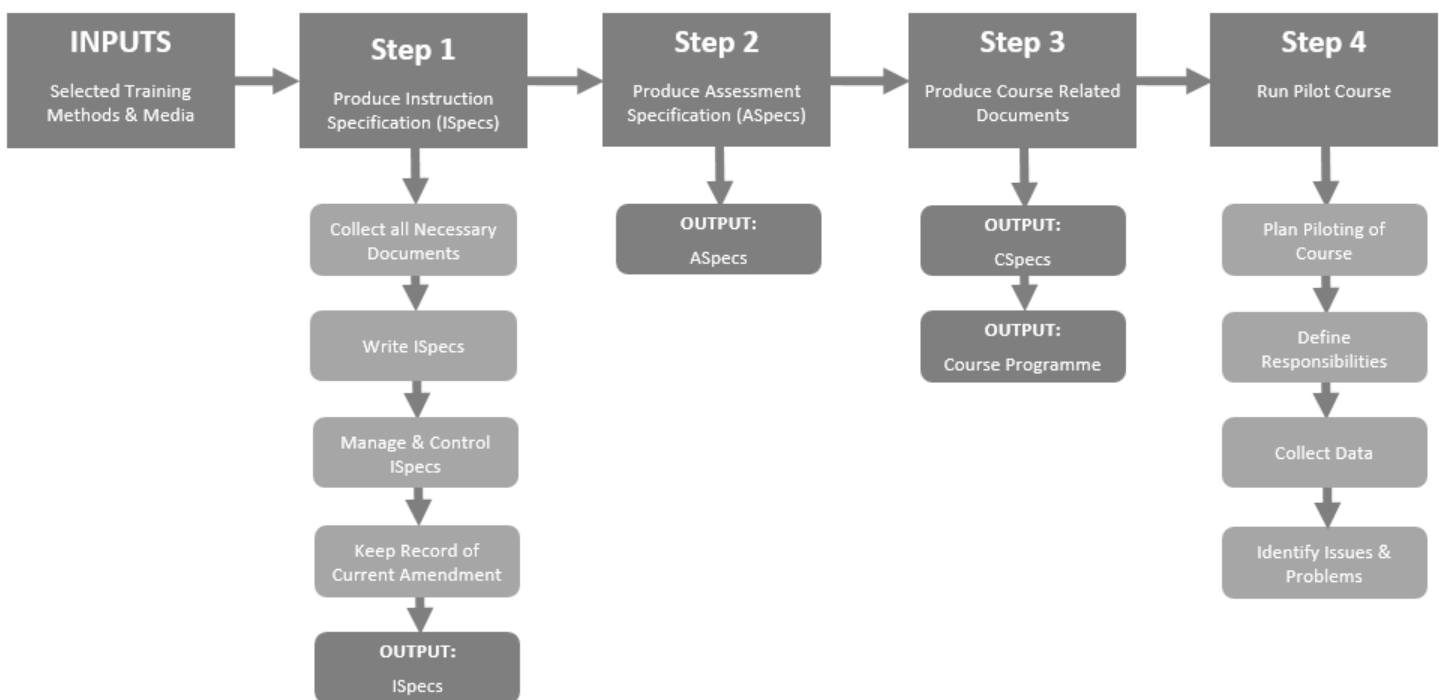 INPUTS
Selected Training
Methods & Media
Step 1
Produce Instruction
Specification (ISpecs)
Step 2
Produce Assessment
Specification (ASpecs)
Step 3
Produce Course Related
Documents
Step 4
Run Pilot Course
Collect all Necessary
Documents
Write ISpecs
Manage & Control
ISpecs
Keep Record of
Current Amendment
OUTPUT:
ISpecs
OUTPUT:
ASpecs
OUTPUT:
CSpecs
OUTPUT:
Course Programme
Plan Piloting of
Course
Define
Responsibilities
Collect Data
Identify Issues &
Problems